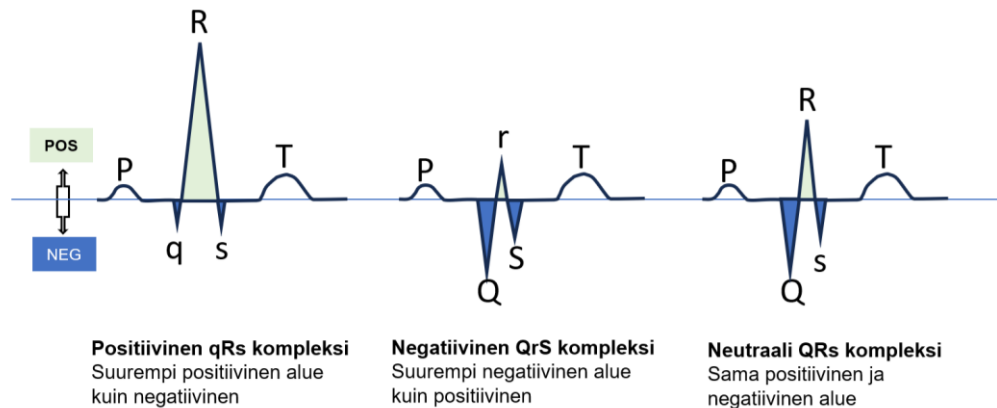 POS
NEG
P
R
T
q
s
P
r
T
Q
S
P
R
T
Q
s
Positiivinen qRs kompleksi
Suurempi positiivinen alue
kuin negatiivinen
Negatiivinen QrS kompleksi
Suurempi negatiivinen alue
kuin positiivinen
Neutraali QRs kompleksi
Sama positiivinen ja
negatiivinen alue